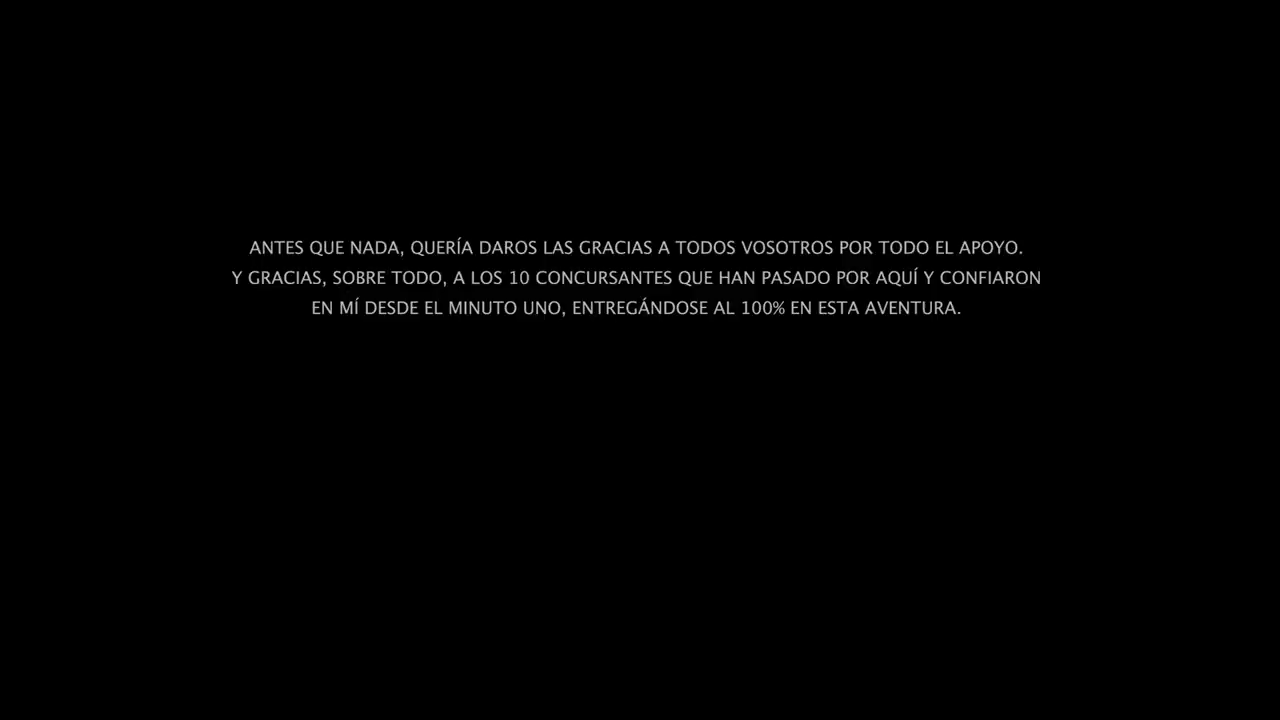 ANTES QUE NADA, QUERÍA DAROS LAS GRACIAS A TODOS VOSOTROS POR TODO EL APOYO.
Y GRACIAS, SOBRE TODO, A LOS 10 CONCURSANTES QUE HAN PASADO POR AQUÍ Y CONFIARON
EN MÍ DESDE EL MINUTO UNO, ENTREGÁNDOSE AL 100% EN ESTA AVENTURA.